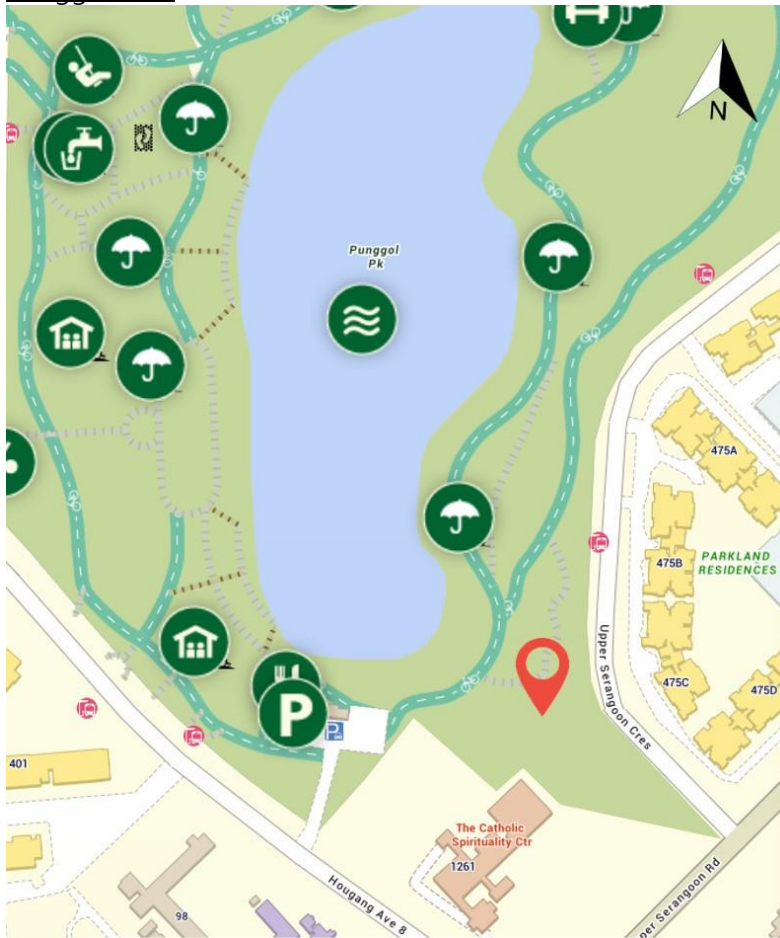 N
Punggol
Pk
475A
475B
PARKLAND
RESIDENCES
475C
475D
Upper Serangoon Cres
P
P
401
The Catholic
Spirituality Ctr
1261
98
Hougang Ave 8
per Serangoon Rd